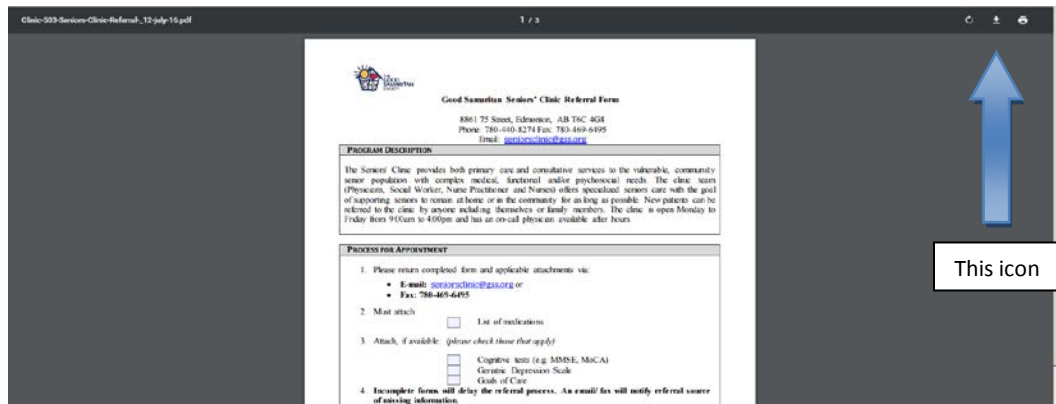 Clinic-503-Seniors-Clinic-Referral-_12-july-16.pdf
1 / 3
THE
GOOD
SAMARITAN
SOCIETY
Good Samaritan Seniors' Clinic Referral Form
8861 75 Street, Edmonton, AB T6C 4G8
Phone: 780-440-8274 Fax: 780-469-6495
Email: seniorsclinic@gss.org
PROGRAM DESCRIPTION
The Seniors' Clinic provides both primary care and consultative services to the vulnerable, community
senior population with complex medical, functional and/or psychosocial needs. The clinic team
(Physicians, Social Worker, Nurse Practitioner and Nurses) offers specialized seniors care with the goal
of supporting seniors to remain at home or in the community for as long as possible. New patients can be
referred to the clinic by anyone including themselves or family members. The clinic is open Monday to
Friday from 9:00am to 4:00pm and has an on-call physician available after hours
PROCESS FOR APPOINTMENT
1. Please return completed form and applicable attachments via:
• E-mail: seniorsclinic@gss.org or
• Fax: 780-469-6495
2. Must attach
List of medications
3. Attach, if available: (please check those that apply)
Cognitive tests (e.g. MMSE, MoCA)
Geriatric Depression Scale
Goals of Care
4. Incomplete forms will delay the referral process. An email/ fax will notify referral source
of missing information.
This icon